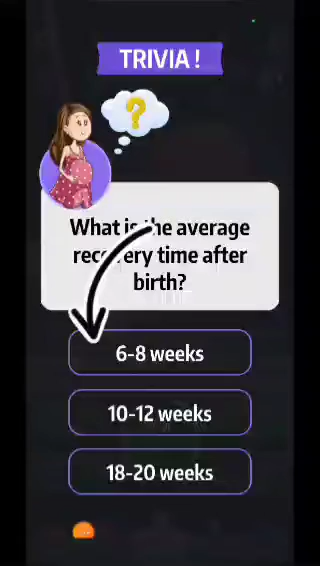 TRIVIA !
What is the average
recovery time after
birth?
6-8 weeks
10-12 weeks
18-20 weeks